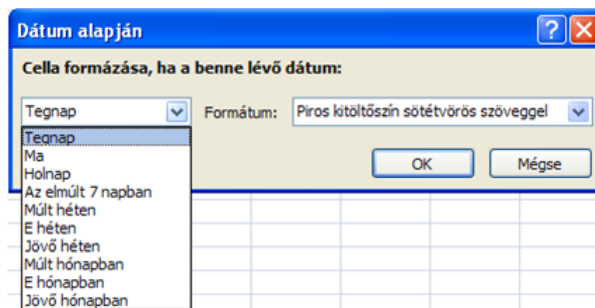 Dátum alapján
Cella formázása, ha a benne lévő dátum:
Tegnap Formátum: Piros kitöltőszín sötétvörös szöveggel
Tegnap
Ma
Holnap
Az elmúlt 7 napban
Múlt héten
E héten
Jövő héten
Múlt hónapban
E hónapban
Jövő hónapban
OK Mégse